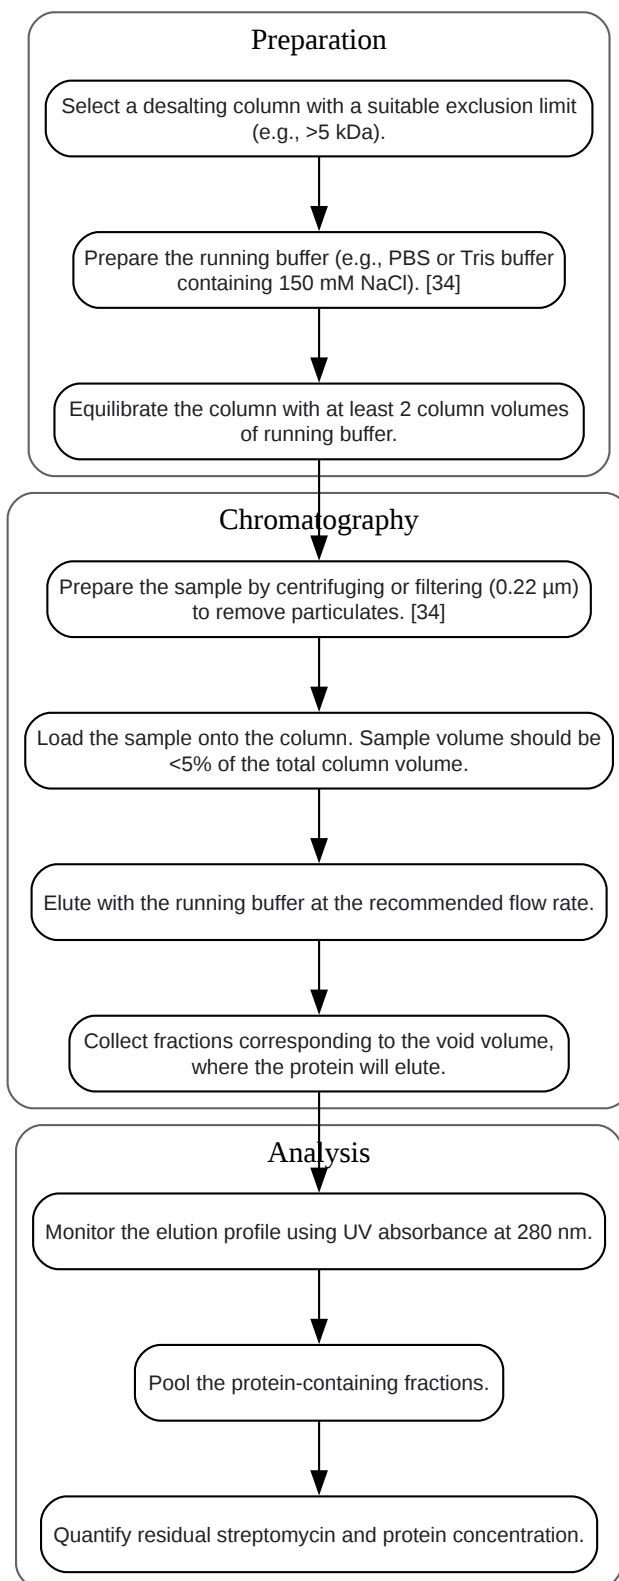 Preparation
Select a desalting column with a suitable exclusion limit
(e.g., >5 kDa).
Prepare the running buffer (e.g., PBS or Tris buffer
containing 150 mM NaCl). [34]
Equilibrate the column with at least 2 column volumes
of running buffer.
Chromatography
Prepare the sample by centrifuging or filtering (0.22 µm)
to remove particulates. [34]
Load the sample onto the column. Sample volume should be
<5% of the total column volume.
Elute with the running buffer at the recommended flow rate.
Collect fractions corresponding to the void volume,
where the protein will elute.
Analysis
Monitor the elution profile using UV absorbance at 280 nm.
Pool the protein-containing fractions.
Quantify residual streptomycin and protein concentration.